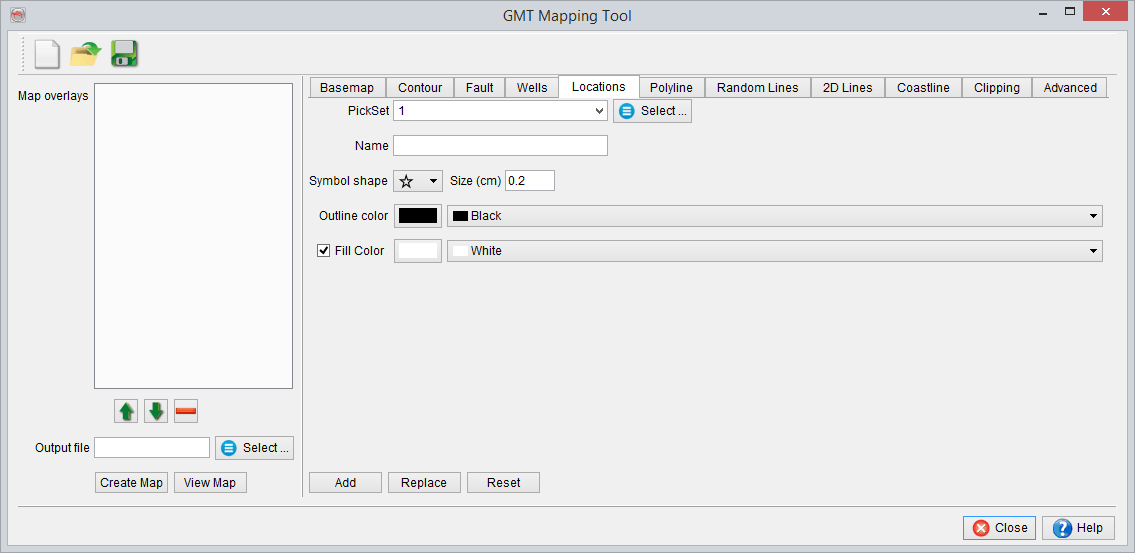 GMT Mapping Tool
Map overlays
Basemap Contour Fault Wells Locations Polyline Random Lines 2D Lines Coastline Clipping Advanced
PickSet 1 Select ...
Name
Symbol shape Size (cm) 0.2
Outline color Black
Fill Color White
Output file Select ...
Create Map View Map
Add Replace Reset
Close Help